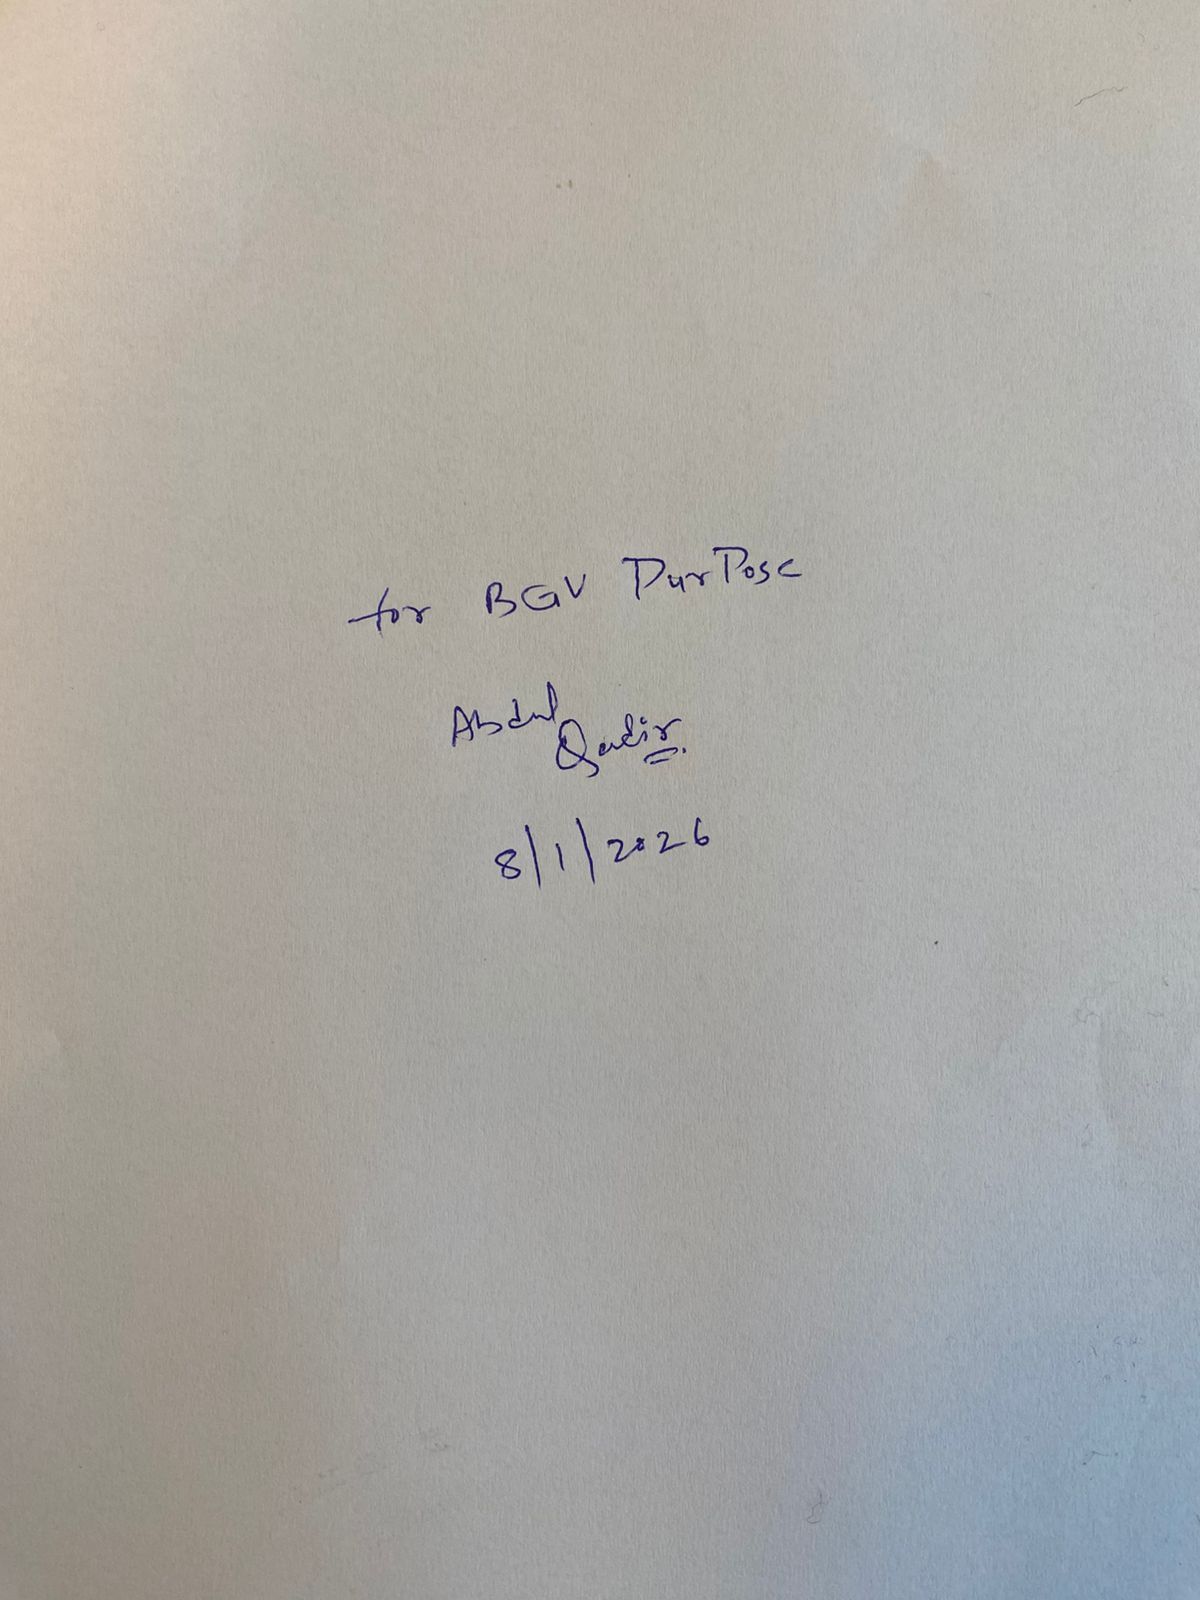 for BGV PurPose
Abdul
Qadir.
8/1/2026